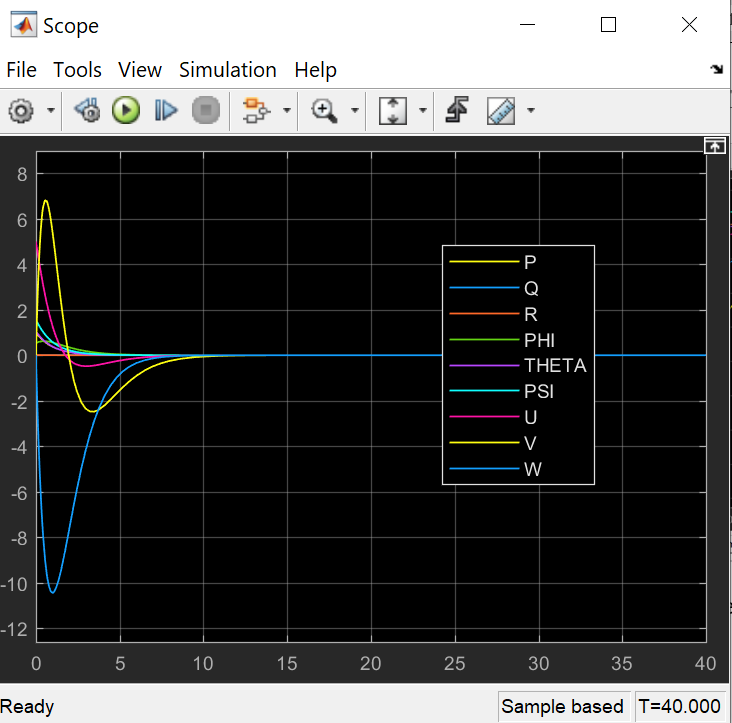 Scope
File Tools View Simulation Help
8
6
4
2
0
-2
-4
-6
-8
-10
-12
P
Q
R
PHI
THETA
PSI
U
V
W
0 5 10 15 20 25 30 35 40
Ready Sample based T=40.000